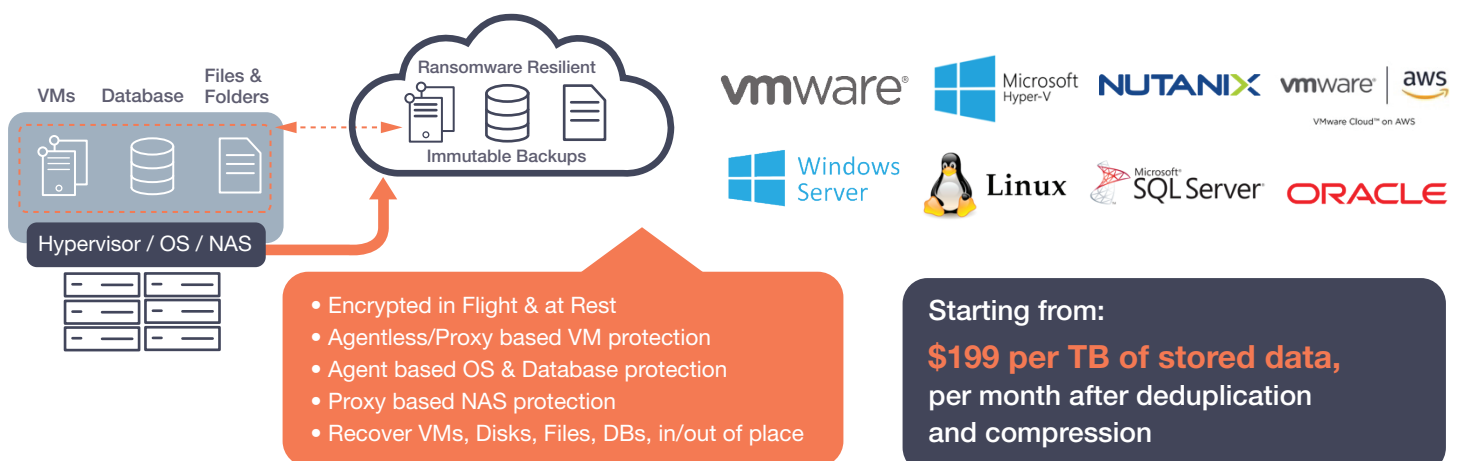 VMs
Database
Files &
Folders
Hypervisor / OS / NAS
Ransomware Resilient
Immutable Backups
vmware®
Microsoft
Hyper-V
NUTANIX
vmware®
aws
VMware Cloud™ on AWS
Windows
Server
Linux
Microsoft®
SQL Server®
ORACLE
• Encrypted in Flight & at Rest
• Agentless/Proxy based VM protection
• Agent based OS & Database protection
• Proxy based NAS protection
• Recover VMs, Disks, Files, DBs, in/out of place
Starting from:
$199 per TB of stored data,
per month after deduplication
and compression